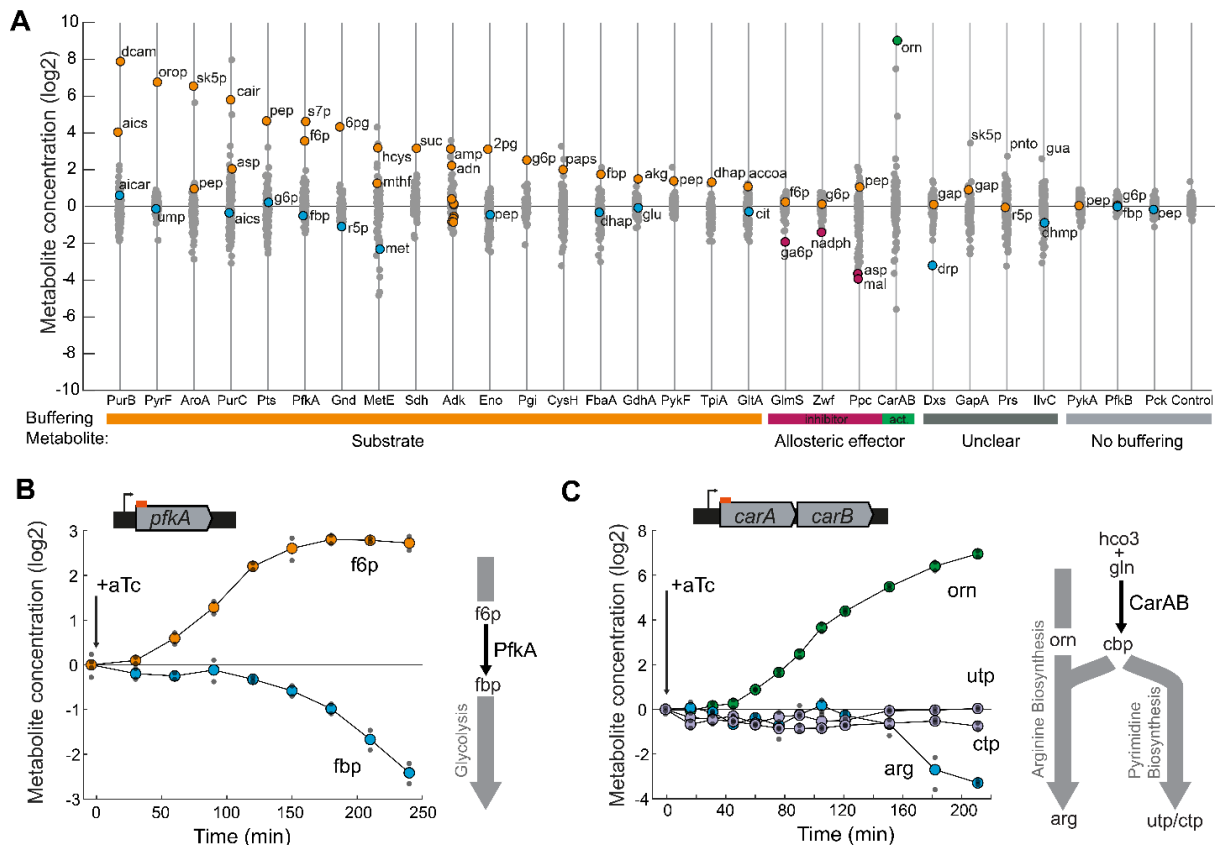 A
Metabolite concentration (log2)
10
8
6
4
2
0
-2
-4
-6
-8
-10
dcam
aics
aicar
orop
ump
sk5p
pep
cair
asp
aics
pep
g6p
s7p
f6p
fbp
6pg
r5p
hcys
mthf
met
suc
amp
adn
2pg
pep
g6p
paps
fbp
dhap
akg
glu
pep
dhap
accoa
cit
f6p
ga6p
g6p
nadph
pep
asp
mal
orn
gap
drp
sk5p
gap
pnto
r5p
gua
dhmp
pep
g6p
fbp
pep
PurB PyrF AroA PurC Pts PfkA Gnd MetE Sdh Adk Eno Pgi CysH FbaA GdhA PykF TpiA GltA GlmS Zwf Ppc CarAB Dxs GapA Prs IlvC PykA PfkB Pck Control
Buffering
Metabolite:
inhibitor
act.
Substrate
Allosteric effector
Unclear
No buffering
B
pfkA
Metabolite concentration (log2)
3
2
1
0
-1
-2
-3
+aTc
f6p
fbp
0 50 100 150 200 250
Time (min)
f6p
PfkA
fbp
Glycolysis
C
carA carB
Metabolite concentration (log2)
8
6
4
2
0
-2
-4
+aTc
orn
utp
ctp
arg
0 40 80 120 160 200
Time (min)
hco3
+
gln
CarAB
orn
cbp
Arginine Biosynthesis
Pyrimidine
Biosynthesis
arg
utp/ctp